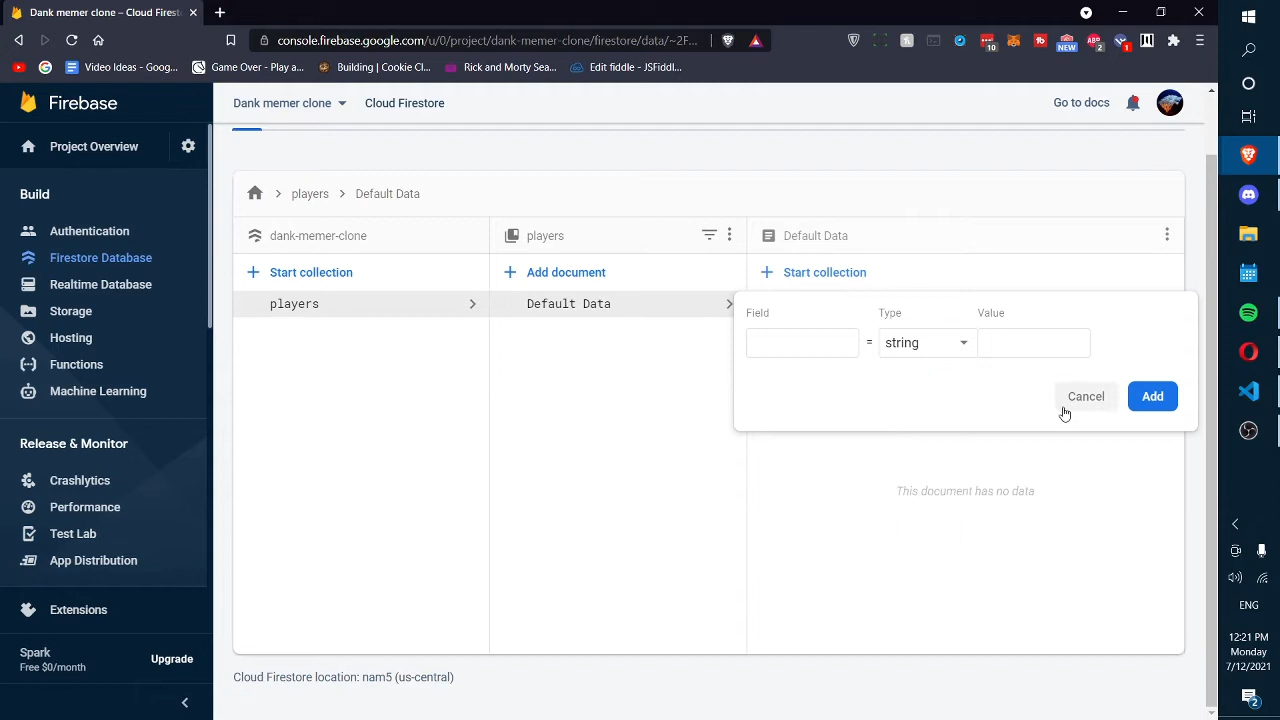 Dank memer clone – Cloud Firest
console.firebase.google.com/u/0/project/dank-memer-clone/firestore/data/~2F...
10
NEW
2
1
Video Ideas - Goog...
Game Over - Play a...
Building | Cookie Cl...
Rick and Morty Sea...
Edit fiddle - JSFiddl...
Firebase
Dank memer clone
Cloud Firestore
Go to docs
Project Overview
Build
Authentication
Firestore Database
Realtime Database
Storage
Hosting
Functions
Machine Learning
Release & Monitor
Crashlytics
Performance
Test Lab
App Distribution
Extensions
Spark
Free $0/month
Upgrade
players
Default Data
dank-memer-clone
players
Default Data
Start collection
Add document
Start collection
players
Default Data
Field
Type
Value
=
string
Cancel
Add
This document has no data
Cloud Firestore location: nam5 (us-central)
ENG
12:21 PM
Monday
7/12/2021
2